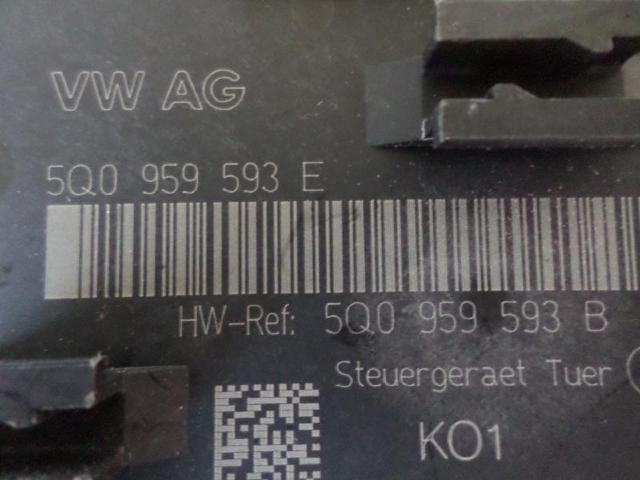 VW AG
5Q0 959 593 E
HW-Ref: 5Q0 959 593 B
Steuergeraet Tuer
KO1